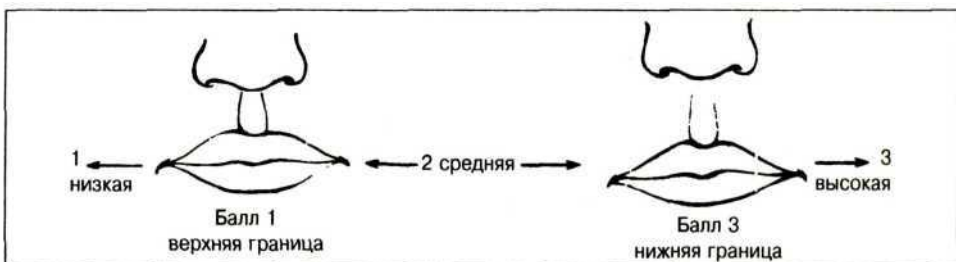 1
низкая
2 средняя
3
высокая
Балл 1
верхняя граница
Балл 3
нижняя граница